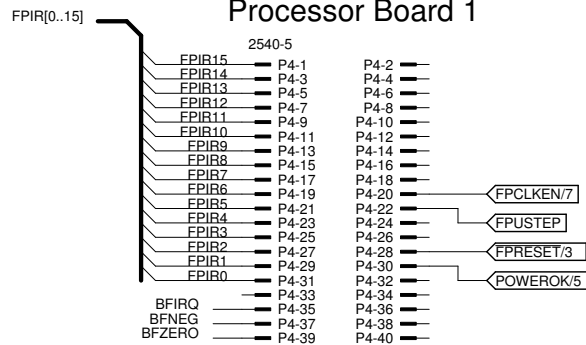 Processor Board 1
FPIR[0..15]
2540-5
FPIR15 P4-1 P4-2
FPIR14 P4-3 P4-4
FPIR13 P4-5 P4-6
FPIR12 P4-7 P4-8
FPIR11 P4-9 P4-10
FPIR10 P4-11 P4-12
FPIR9 P4-13 P4-14
FPIR8 P4-15 P4-16
FPIR7 P4-17 P4-18
FPIR6 P4-19 P4-20 FPCLKEN/7
FPIR5 P4-21 P4-22
FPIR4 P4-23 P4-24 FPUSTEP
FPIR3 P4-25 P4-26
FPIR2 P4-27 P4-28 FPRESET/3
FPIR1 P4-29 P4-30
FPIR0 P4-31 P4-32 POWEROK/5
P4-33 P4-34
BFIRQ P4-35 P4-36
BFNEG P4-37 P4-38
BFZERO P4-39 P4-40